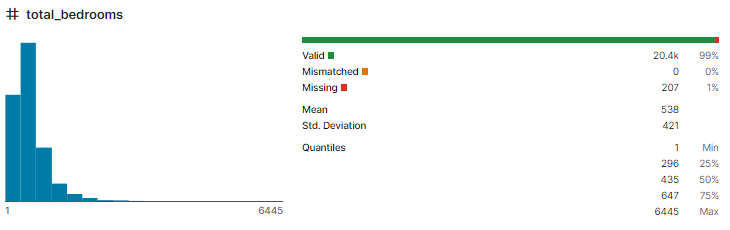 # total_bedrooms
Valid 20.4k 99%
Mismatched 0 0%
Missing 207 1%
Mean 538
Std. Deviation 421
Quantiles 1 Min
296 25%
435 50%
647 75%
6445 Max
1 6445